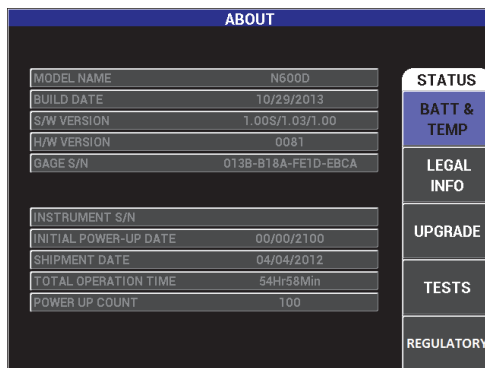 ABOUT
MODEL NAME N600D
BUILD DATE 10/29/2013
S/W VERSION 1.00S/1.03/1.00
H/W VERSION 0081
GAGE S/N 013B-B18A-FE1D-EBCA
INSTRUMENT S/N
INITIAL POWER-UP DATE 00/00/2100
SHIPMENT DATE 04/04/2012
TOTAL OPERATION TIME 54Hr58Min
POWER UP COUNT 100
STATUS
BATT &
TEMP
LEGAL
INFO
UPGRADE
TESTS
REGULATORY